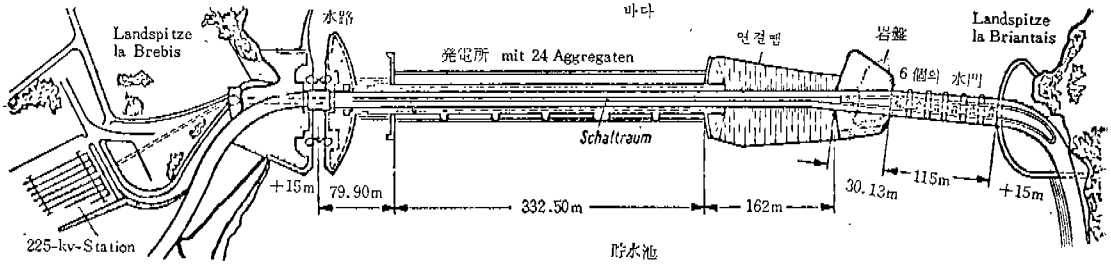 水路
바다
Landspitze
la Brebis
発電所 mit 24 Aggregaten
연결땜
岩盤
6個의 水門
Landspitze
la Briantais
Schaltraum
+15m
79.90m
332.50m
162m
30.13m
115m
+15m
225-kv-Station
貯水池